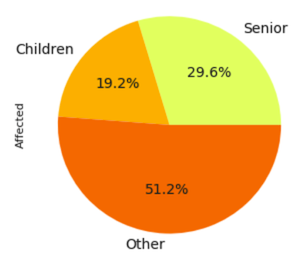 Senior
Children
29.6%
19.2%
Affected
51.2%
Other